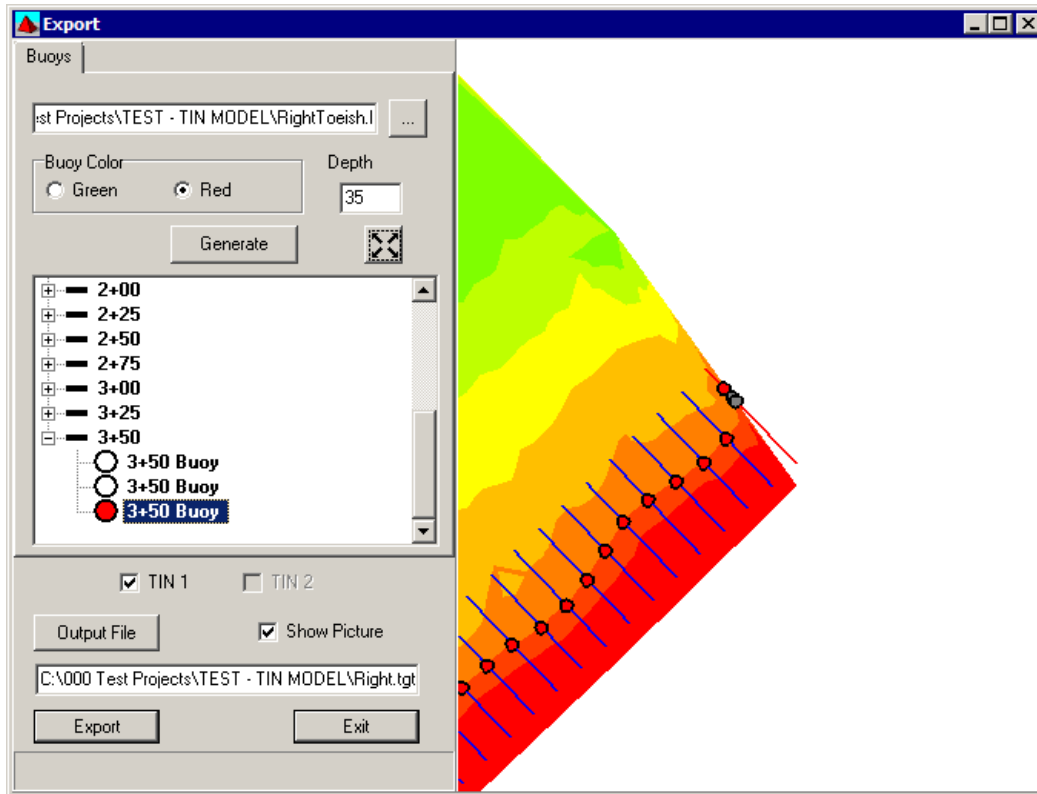 Export
Buoys
st Projects\TEST - TIN MODEL\RightToeish.l
...
Buoy Color
Depth
Green
Red
35
Generate
2+00
2+25
2+50
2+75
3+00
3+25
3+50
3+50 Buoy
3+50 Buoy
3+50 Buoy
TIN 1
TIN 2
Output File
Show Picture
C:\000 Test Projects\TEST - TIN MODEL\Right.tgt
Export
Exit